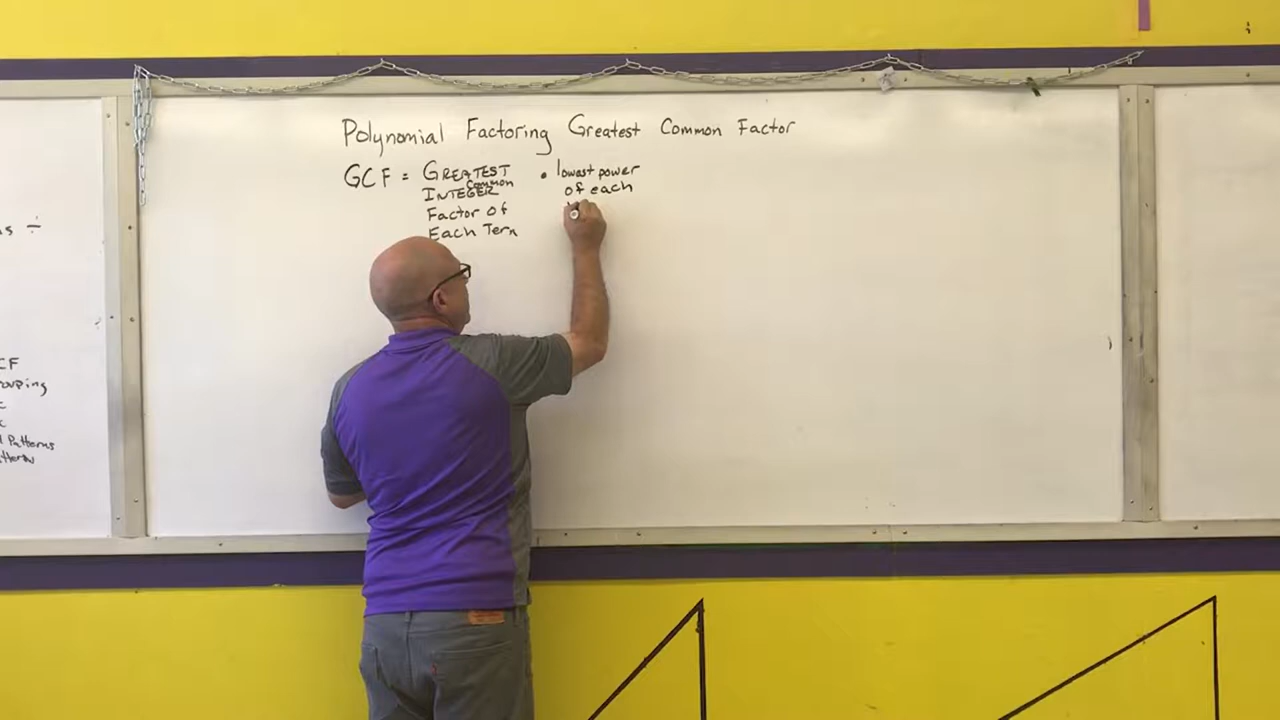 Polynomial Factoring Greatest Common Factor
GCF = GREATEST
Common
INTEGER
Factor of
Each Term
• lowest power
of each
s ÷
CF
ouping
c
c
l Patterns
ttern